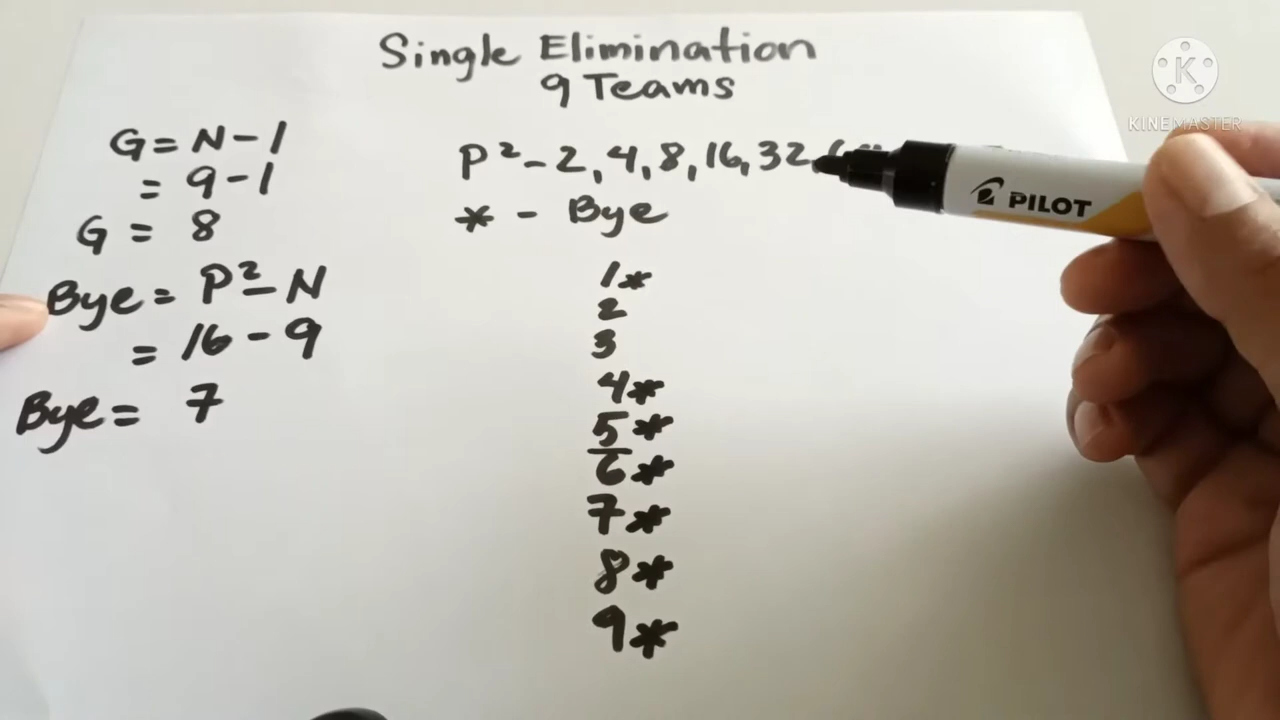 Single Elimination
9 Teams
G = N - 1
= 9 - 1
G = 8
Bye = P² - N
= 16 - 9
Bye = 7
P² - 2, 4, 8, 16, 32,
* - Bye
1*
2
3
4*
5*
6*
7*
8*
9*
PILOT
K
KINEMASTER